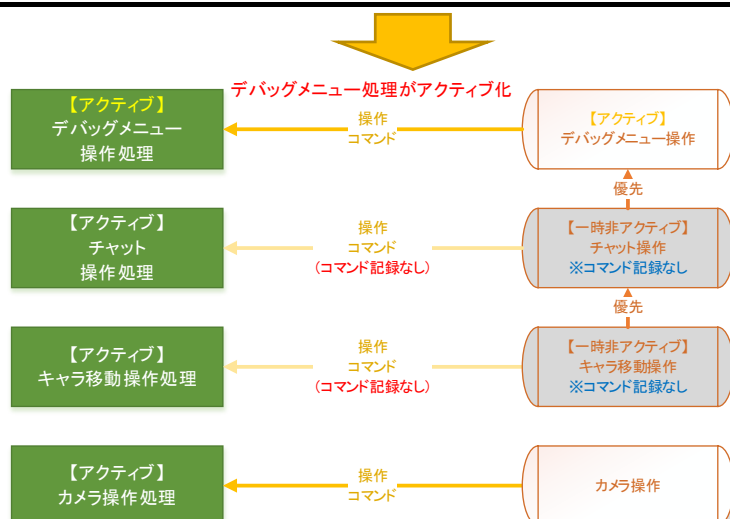 デバッグメニュー処理がアクティブ化
【アクティブ】
デバッグメニュー
操作処理
操作
コマンド
【アクティブ】
デバッグメニュー操作
優先
【アクティブ】
チャット
操作処理
操作
コマンド
(コマンド記録なし)
【一時非アクティブ】
チャット操作
※コマンド記録なし
優先
【アクティブ】
キャラ移動操作処理
操作
コマンド
(コマンド記録なし)
【一時非アクティブ】
キャラ移動操作
※コマンド記録なし
【アクティブ】
カメラ操作処理
操作
コマンド
カメラ操作